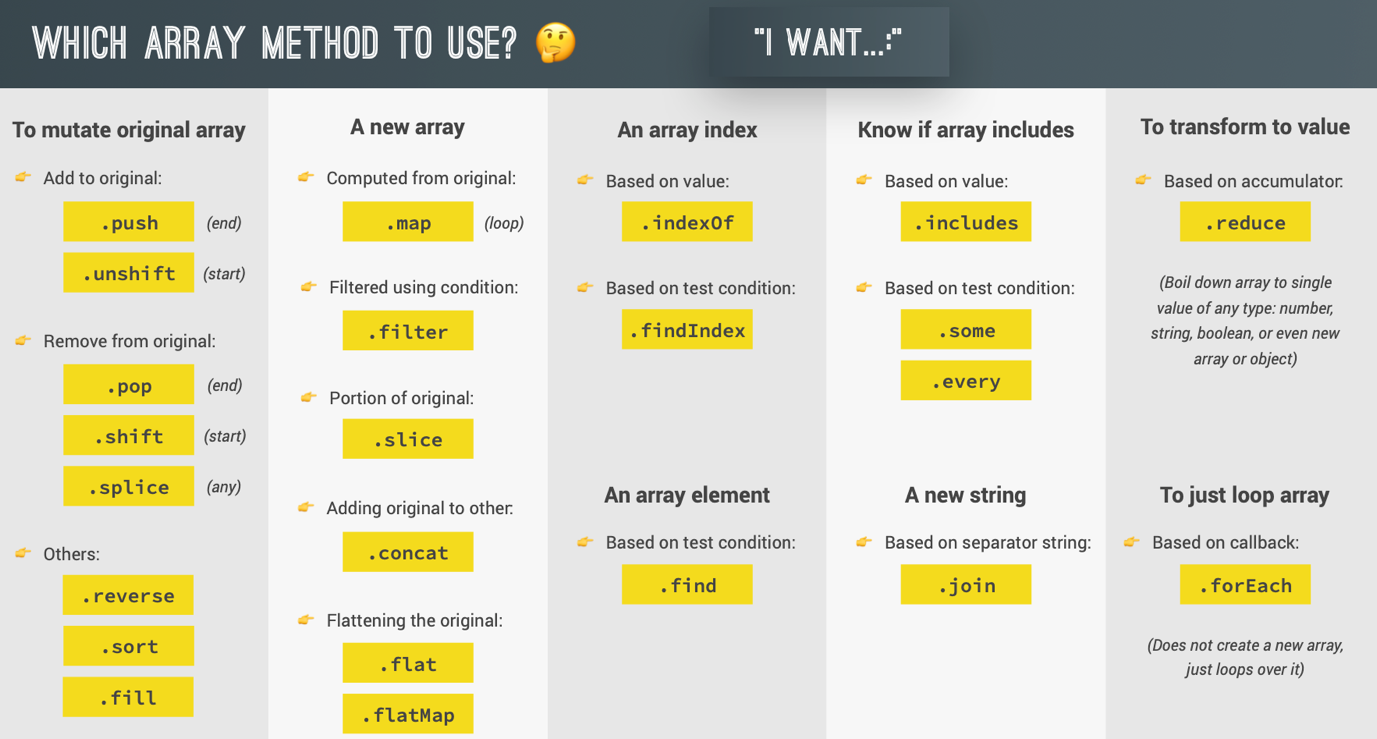 WHICH ARRAY METHOD TO USE? 🤔
"I WANT...:"
To mutate original array
👉 Add to original:
.push (end)
.unshift (start)
👉 Remove from original:
.pop (end)
.shift (start)
.splice (any)
👉 Others:
.reverse
.sort
.fill
A new array
👉 Computed from original:
.map (loop)
👉 Filtered using condition:
.filter
👉 Portion of original:
.slice
👉 Adding original to other:
.concat
👉 Flattening the original:
.flat
.flatMap
An array index
👉 Based on value:
.indexOf
👉 Based on test condition:
.findIndex
An array element
👉 Based on test condition:
.find
Know if array includes
👉 Based on value:
.includes
👉 Based on test condition:
.some
.every
A new string
👉 Based on separator string:
.join
To transform to value
👉 Based on accumulator:
.reduce
(Boil down array to single
value of any type: number,
string, boolean, or even new
array or object)
To just loop array
👉 Based on callback:
.forEach
(Does not create a new array,
just loops over it)